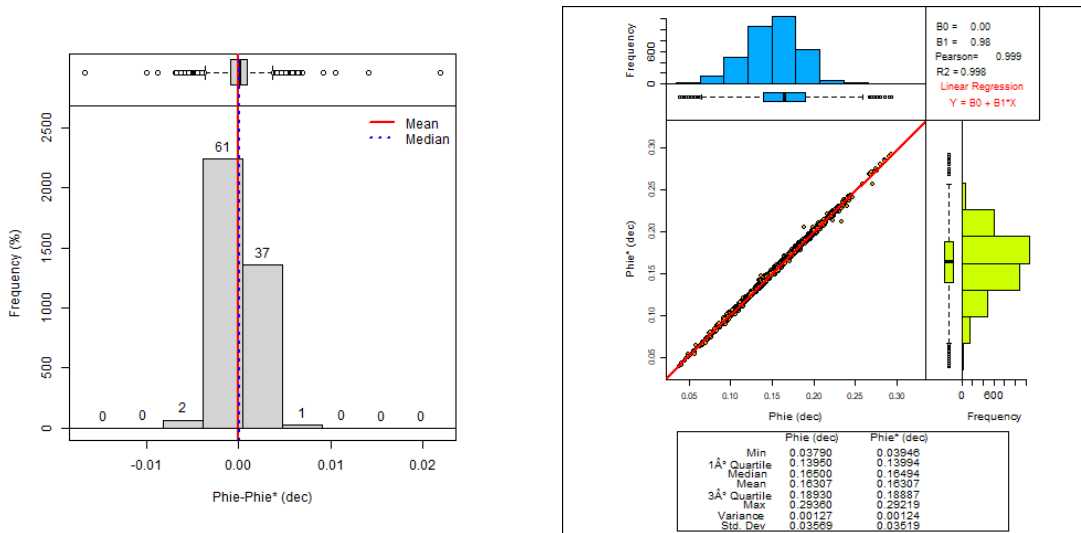 Mean
Median
Frequency (%)
2500
2000
1500
1000
500
0
0
0
2
61
37
1
0
0
0
-0.01
0.00
0.01
0.02
Phie-Phie* (dec)
Frequency
600
0
B0 = 0.00
B1 = 0.98
Pearson= 0.999
R2 = 0.998
Linear Regression
Y = B0 + B1*X
Phie* (dec)
0.30
0.25
0.20
0.15
0.10
0.05
0.05 0.10 0.15 0.20 0.25 0.30
Phie (dec)
0 600
Frequency
Phie (dec) Phie* (dec)
Min 0.03790 0.03946
1Â° Quartile 0.13950 0.13994
Median 0.16500 0.16494
Mean 0.16307 0.16307
3Â° Quartile 0.18930 0.18887
Max 0.29360 0.29219
Variance 0.00127 0.00124
Std. Dev 0.03569 0.03519